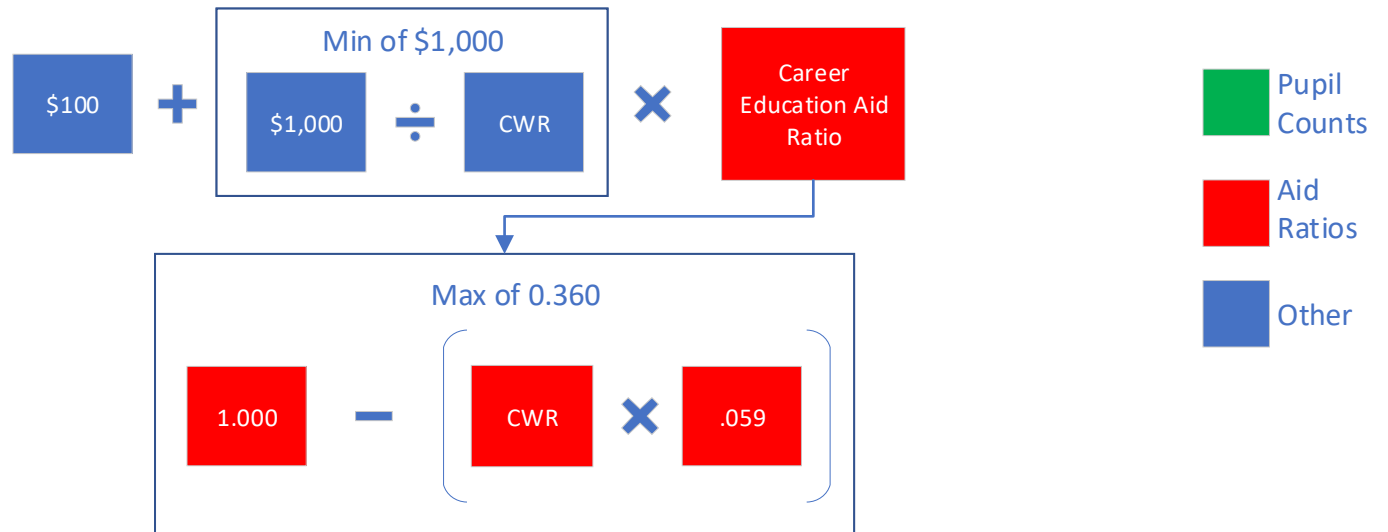 Min of $1,000
$100
$1,000
CWR
Career
Education Aid
Ratio
Max of 0.360
1.000
CWR
.059
Pupil
Counts
Aid
Ratios
Other